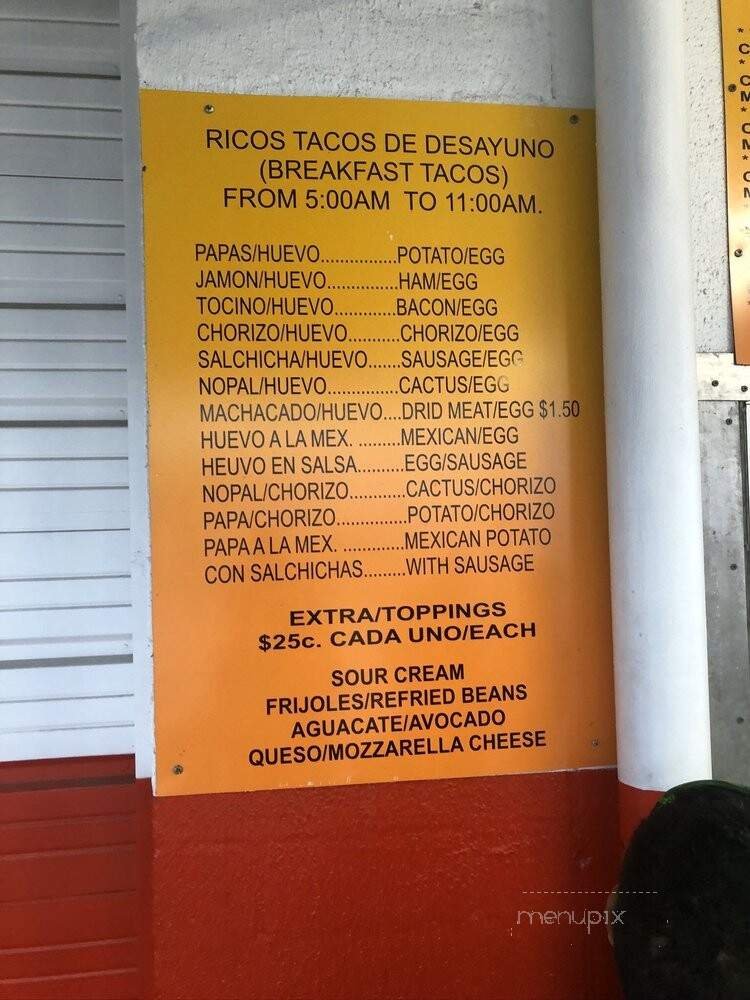 RICOS TACOS DE DESAYUNO
(BREAKFAST TACOS)
FROM 5:00AM TO 11:00AM.
PAPAS/HUEVO................POTATO/EGG
JAMON/HUEVO...............HAM/EGG
TOCINO/HUEVO.............BACON/EGG
CHORIZO/HUEVO...........CHORIZO/EGG
SALCHICHA/HUEVO.......SAUSAGE/EGG
NOPAL/HUEVO...............CACTUS/EGG
MACHACADO/HUEVO....DRID MEAT/EGG $1.50
HUEVO A LA MEX. .........MEXICAN/EGG
HEUVO EN SALSA..........EGG/SAUSAGE
NOPAL/CHORIZO............CACTUS/CHORIZO
PAPA/CHORIZO...............POTATO/CHORIZO
PAPA A LA MEX. .............MEXICAN POTATO
CON SALCHICHAS.........WITH SAUSAGE
EXTRA/TOPPINGS
$25c. CADA UNO/EACH
SOUR CREAM
FRIJOLES/REFRIED BEANS
AGUACATE/AVOCADO
QUESO/MOZZARELLA CHEESE
menupix